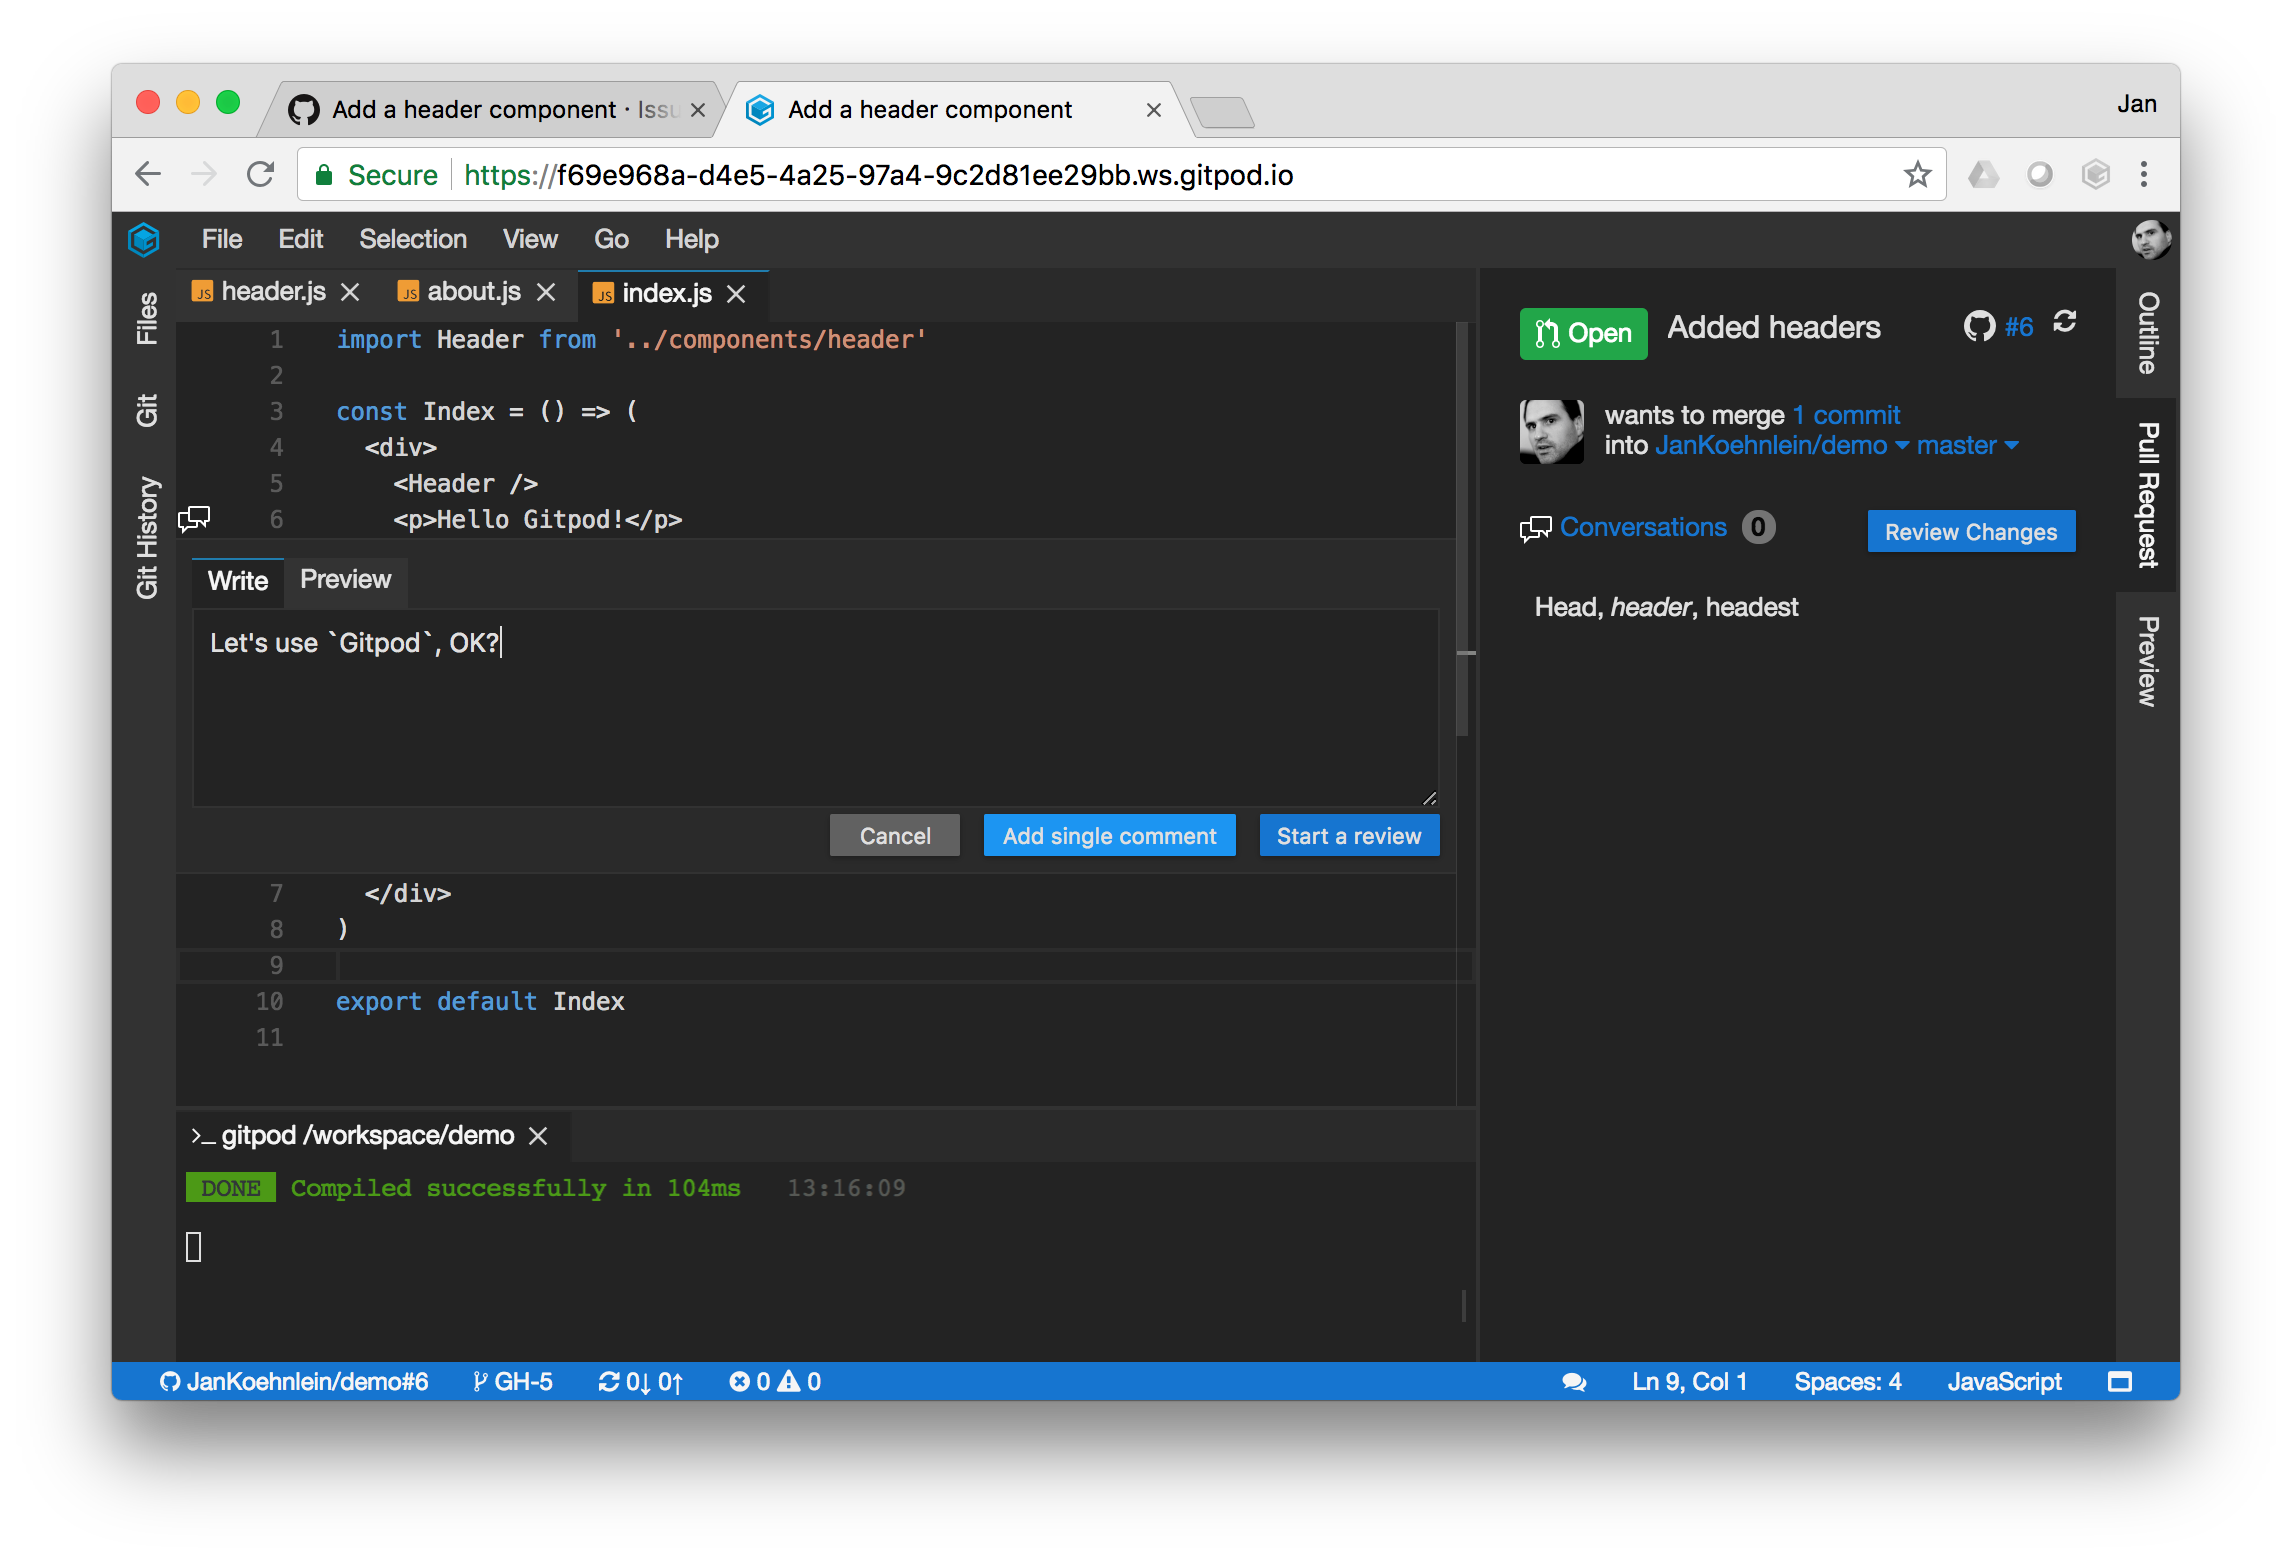 Add a header component · Issu
Add a header component
Jan
Secure https://f69e968a-d4e5-4a25-97a4-9c2d81ee29bb.ws.gitpod.io
File Edit Selection View Go Help
Files
Git
Git History
JS header.js
JS about.js
JS index.js
1 import Header from '../components/header'
2
3 const Index = () => (
4 <div>
5 <Header />
6 <p>Hello Gitpod!</p>
Write Preview
Let's use `Gitpod`, OK?
Cancel Add single comment Start a review
7 </div>
8 )
9
10 export default Index
11
>_ gitpod /workspace/demo
DONE Compiled successfully in 104ms 13:16:09
Open Added headers #6
wants to merge 1 commit
into JanKoehnlein/demo master
Conversations 0 Review Changes
Head, header, headest
Outline
Pull Request
Preview
JanKoehnlein/demo#6 GH-5 0↓ 0↑ 0 0 Ln 9, Col 1 Spaces: 4 JavaScript